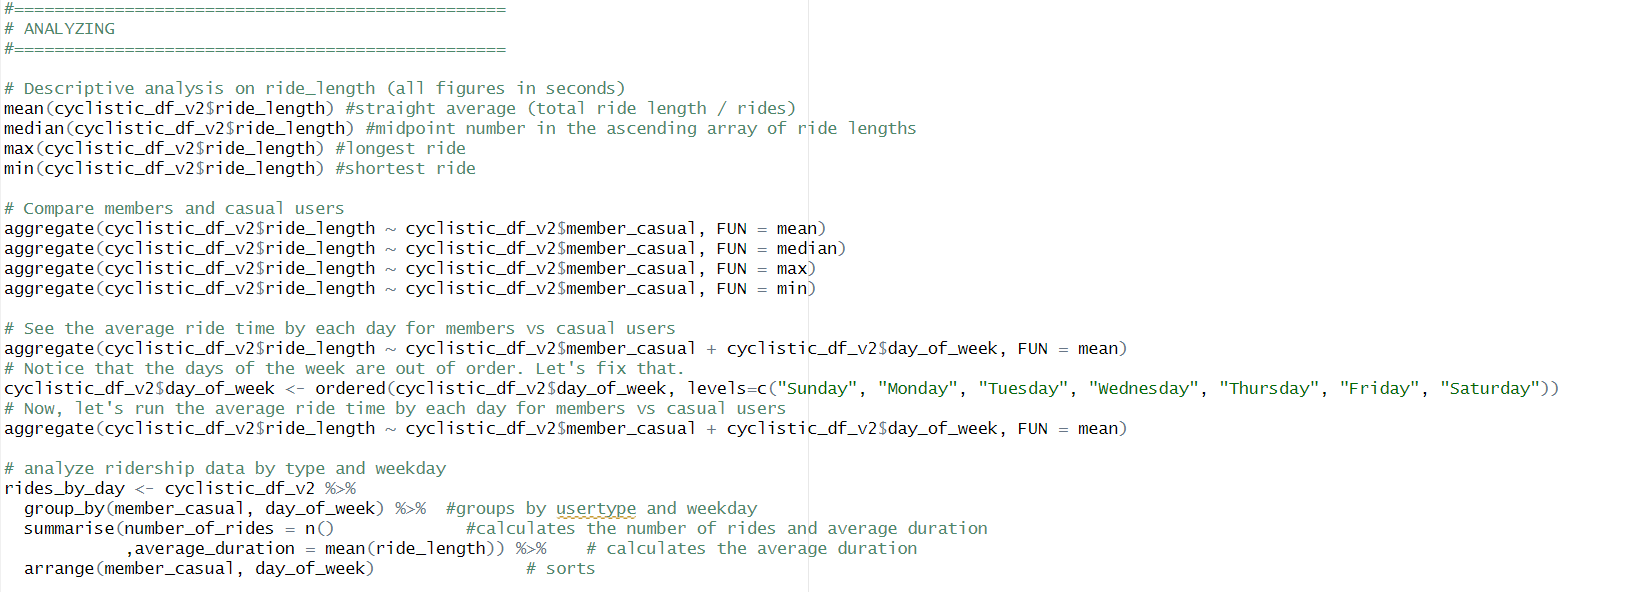 #=================================================
# ANALYZING
#=================================================
# Descriptive analysis on ride_length (all figures in seconds)
mean(cyclistic_df_v2$ride_length) #straight average (total ride length / rides)
median(cyclistic_df_v2$ride_length) #midpoint number in the ascending array of ride lengths
max(cyclistic_df_v2$ride_length) #longest ride
min(cyclistic_df_v2$ride_length) #shortest ride
# Compare members and casual users
aggregate(cyclistic_df_v2$ride_length ~ cyclistic_df_v2$member_casual, FUN = mean)
aggregate(cyclistic_df_v2$ride_length ~ cyclistic_df_v2$member_casual, FUN = median)
aggregate(cyclistic_df_v2$ride_length ~ cyclistic_df_v2$member_casual, FUN = max)
aggregate(cyclistic_df_v2$ride_length ~ cyclistic_df_v2$member_casual, FUN = min)
# See the average ride time by each day for members vs casual users
aggregate(cyclistic_df_v2$ride_length ~ cyclistic_df_v2$member_casual + cyclistic_df_v2$day_of_week, FUN = mean)
# Notice that the days of the week are out of order. Let's fix that.
cyclistic_df_v2$day_of_week <- ordered(cyclistic_df_v2$day_of_week, levels=c("Sunday", "Monday", "Tuesday", "Wednesday", "Thursday", "Friday", "Saturday"))
# Now, let's run the average ride time by each day for members vs casual users
aggregate(cyclistic_df_v2$ride_length ~ cyclistic_df_v2$member_casual + cyclistic_df_v2$day_of_week, FUN = mean)
# analyze ridership data by type and weekday
rides_by_day <- cyclistic_df_v2 %>%
  group_by(member_casual, day_of_week) %>%  #groups by usertype and weekday
  summarise(number_of_rides = n()             #calculates the number of rides and average duration
            ,average_duration = mean(ride_length)) %>%    # calculates the average duration
  arrange(member_casual, day_of_week)               # sorts